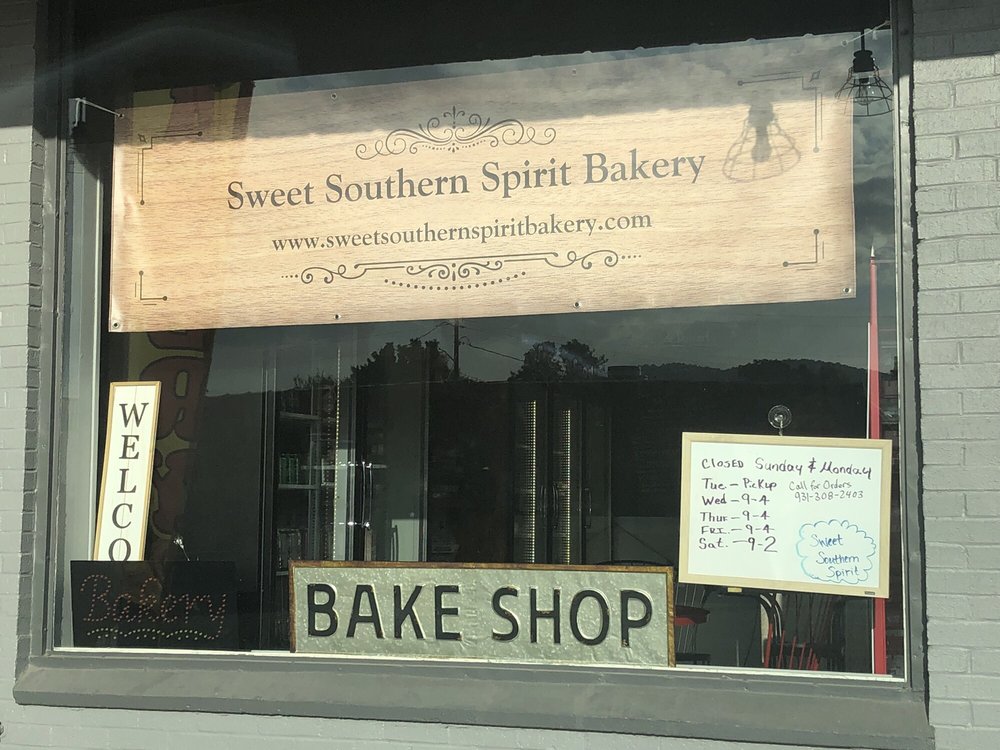 Sweet Southern Spirit Bakery
www.sweetsouthernspiritbakery.com
WELCO
Bakery
BAKE SHOP
CLOSED Sunday & Monday
Tue. - Pickup
Wed - 9-4
Thur - 9-4
FRI. - 9-4
Sat. - 9-2
Call for Orders
931-308-2403
Sweet
Southern
Spirit